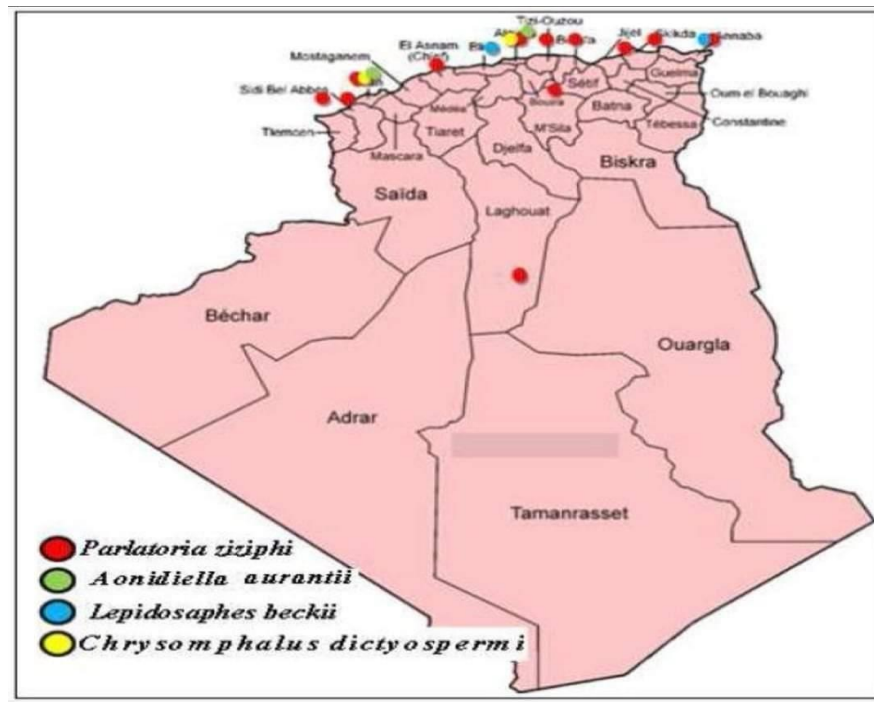 Tizi-Ouzou
Jijel
Skikda
Annaba
El Asnam
(Chlef)
Mostaganem
Sidi Bel Abbes
Sétif
Guelma
Oum el Bouaghi
Médéa
Bouira
Batna
Constantine
Tlemcen
Tiaret
M'Sila
Tébessa
Mascara
Djelfa
Biskra
Saïda
Laghouat
Béchar
Ouargla
Adrar
Tamanrasset
Parlatoria ziziphi
Aonidiella aurantii
Lepidosaphes beckii
Chrysomphalus dictyospermi